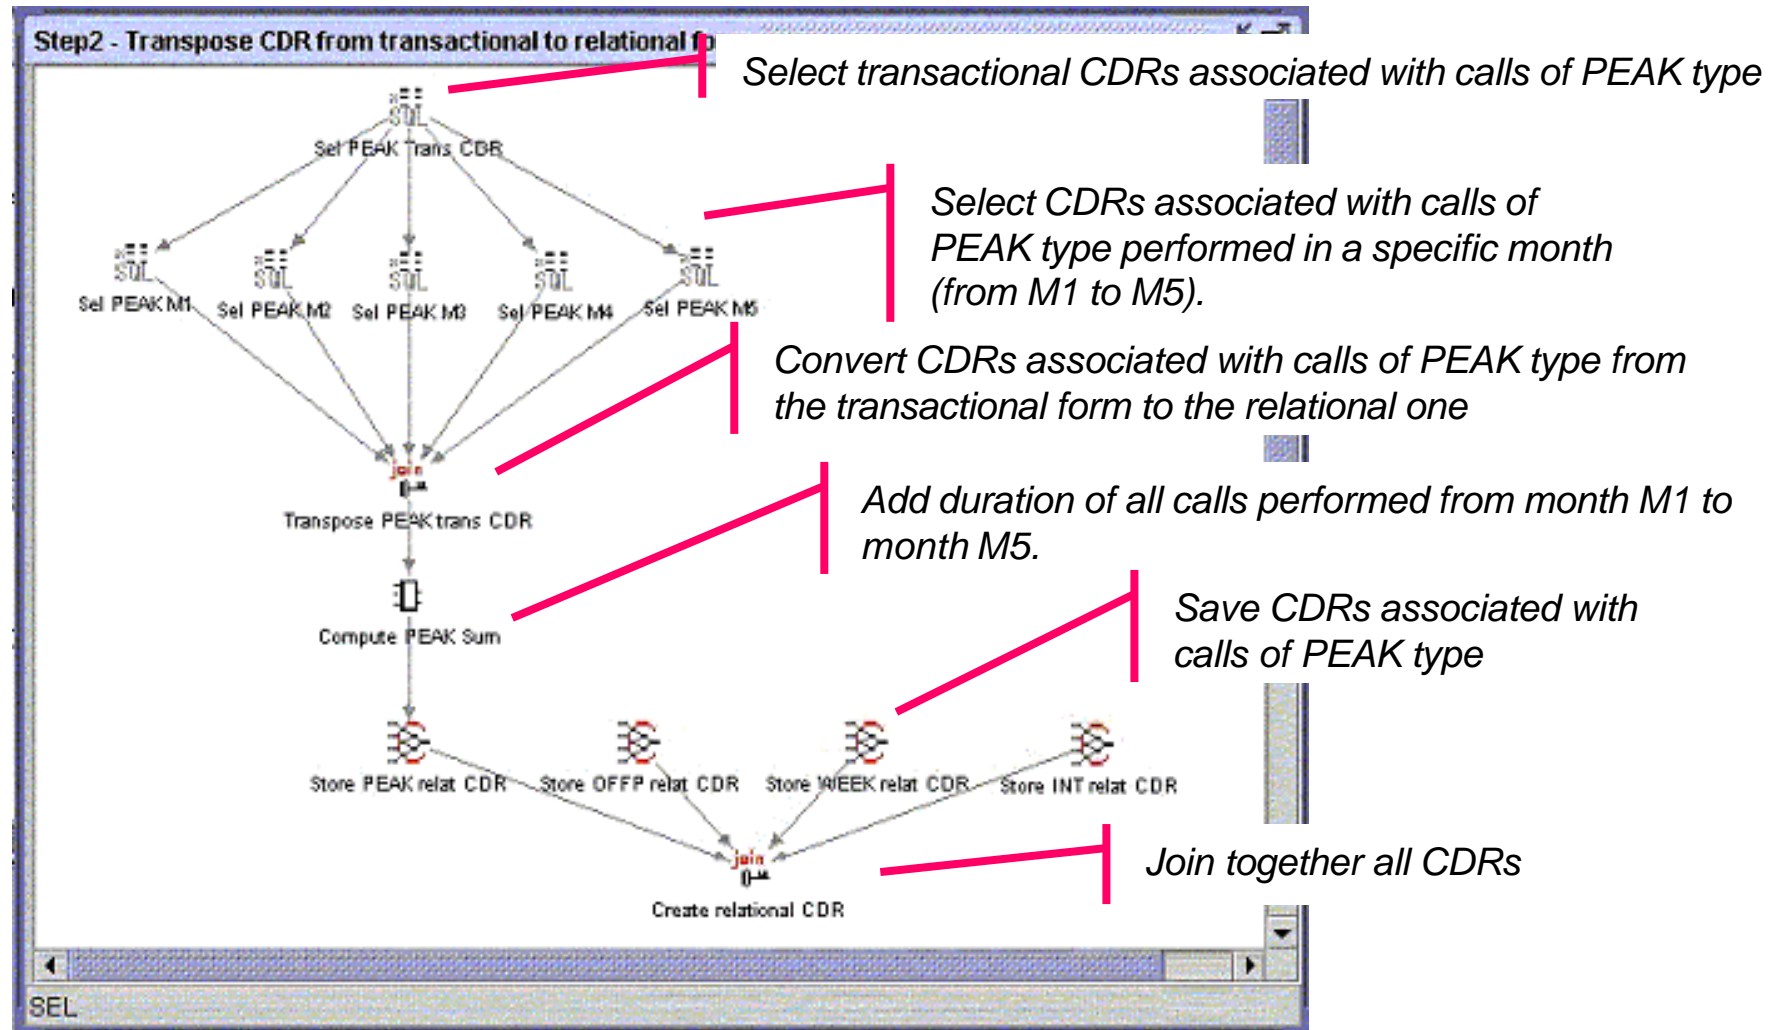 Step2 - Transpose CDR from transactional to relational
Select transactional CDRs associated with calls of PEAK type
SQL
Sel PEAK Trans CDR
Select CDRs associated with calls of
PEAK type performed in a specific month
(from M1 to M5).
SQL SQL SQL SQL SQL
Sel PEAK M1 Sel PEAK M2 Sel PEAK M3 Sel PEAK M4 Sel PEAK M5
Convert CDRs associated with calls of PEAK type from
the transactional form to the relational one
join
Transpose PEAK trans CDR
Add duration of all calls performed from month M1 to
month M5.
Compute PEAK Sum
Save CDRs associated with
calls of PEAK type
Store PEAK relat CDR Store OFFP relat CDR Store WEEK relat CDR Store INT relat CDR
join
Create relational CDR
Join together all CDRs
SEL